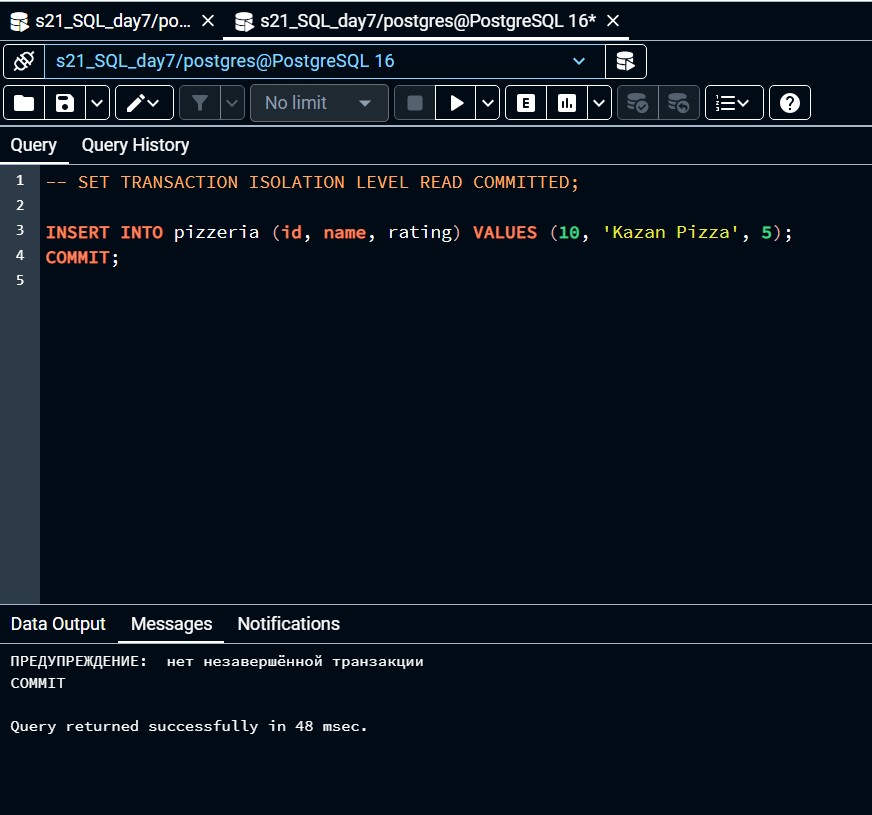 s21_SQL_day7/po... s21_SQL_day7/postgres@PostgreSQL 16*
s21_SQL_day7/postgres@PostgreSQL 16
No limit E
Query Query History
1 -- SET TRANSACTION ISOLATION LEVEL READ COMMITTED;
2
3 INSERT INTO pizzeria (id, name, rating) VALUES (10, 'Kazan Pizza', 5);
4 COMMIT;
5
Data Output Messages Notifications
ПРЕДУПРЕЖДЕНИЕ:  нет незавершённой транзакции
COMMIT
Query returned successfully in 48 msec.